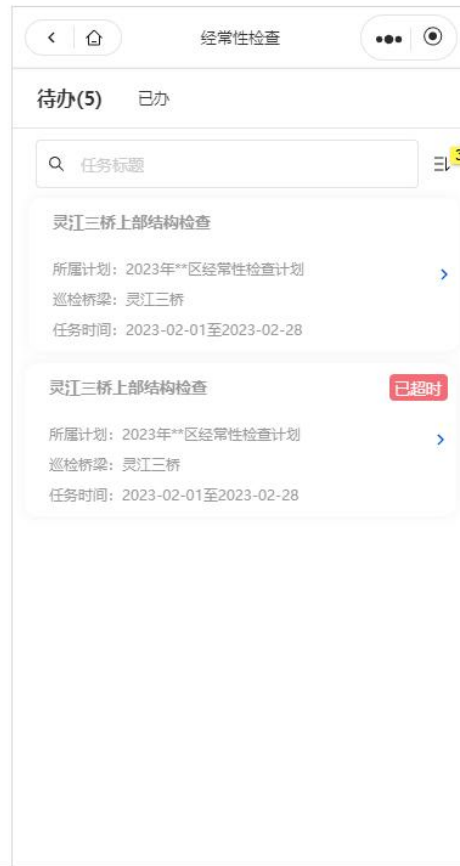 经常性检查
待办(5) 已办
任务标题
3
灵江三桥上部结构检查
所属计划：2023年**区经常性检查计划
巡检桥梁：灵江三桥
任务时间：2023-02-01至2023-02-28
灵江三桥上部结构检查 已超时
所属计划：2023年**区经常性检查计划
巡检桥梁：灵江三桥
任务时间：2023-02-01至2023-02-28